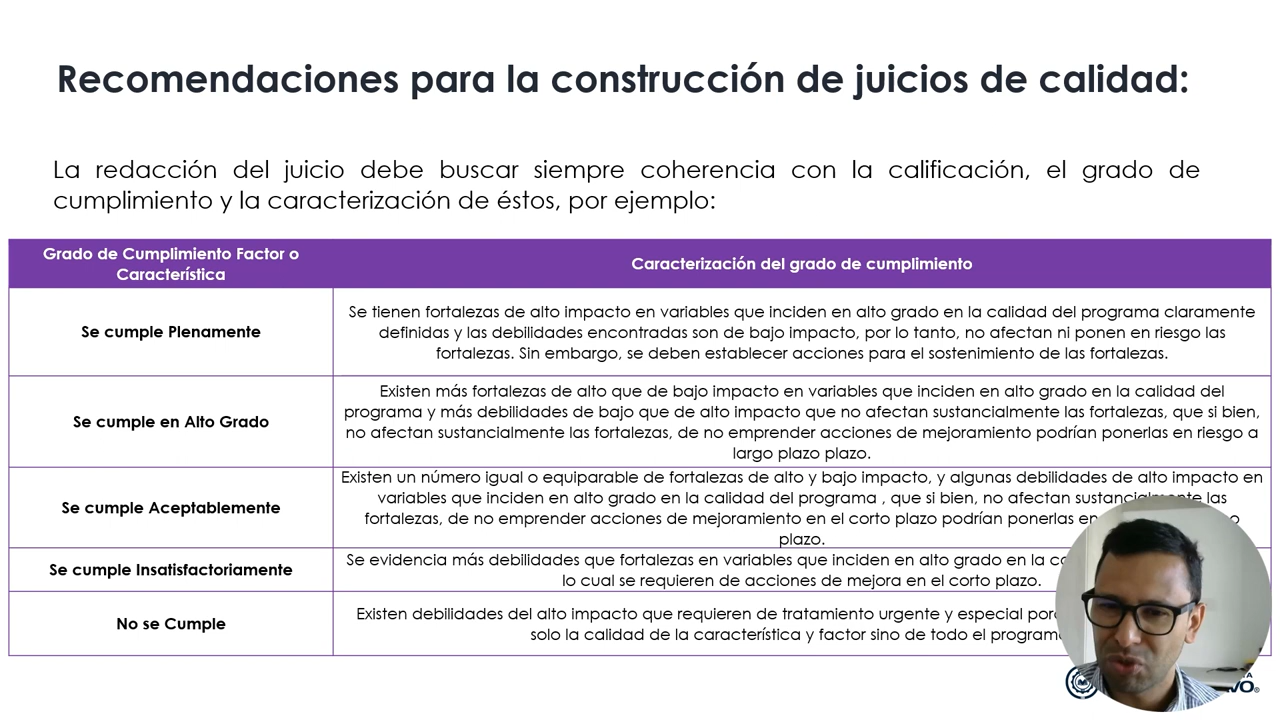 Recomendaciones para la construcción de juicios de calidad:
La redacción del juicio debe buscar siempre coherencia con la calificación, el grado de
cumplimiento y la caracterización de éstos, por ejemplo:
Grado de Cumplimiento Factor o
Característica
Caracterización del grado de cumplimiento
Se cumple Plenamente
Se tienen fortalezas de alto impacto en variables que inciden en alto grado en la calidad del programa claramente
definidas y las debilidades encontradas son de bajo impacto, por lo tanto, no afectan ni ponen en riesgo las
fortalezas. Sin embargo, se deben establecer acciones para el sostenimiento de las fortalezas.
Se cumple en Alto Grado
Existen más fortalezas de alto que de bajo impacto en variables que inciden en alto grado en la calidad del
programa y más debilidades de bajo que de alto impacto que no afectan sustancialmente las fortalezas, que si bien,
no afectan sustancialmente las fortalezas, de no emprender acciones de mejoramiento podrían ponerlas en riesgo a
largo plazo plazo.
Se cumple Aceptablemente
Existen un número igual o equiparable de fortalezas de alto y bajo impacto, y algunas debilidades de alto impacto en
variables que inciden en alto grado en la calidad del programa , que si bien, no afectan sustancialmente las
fortalezas, de no emprender acciones de mejoramiento en el corto plazo podrían ponerlas en
plazo.
Se cumple Insatisfactoriamente
Se evidencia más debilidades que fortalezas en variables que inciden en alto grado en la
lo cual se requieren de acciones de mejora en el corto plazo.
No se Cumple
Existen debilidades del alto impacto que requieren de tratamiento urgente y especial
solo la calidad de la característica y factor sino de todo el